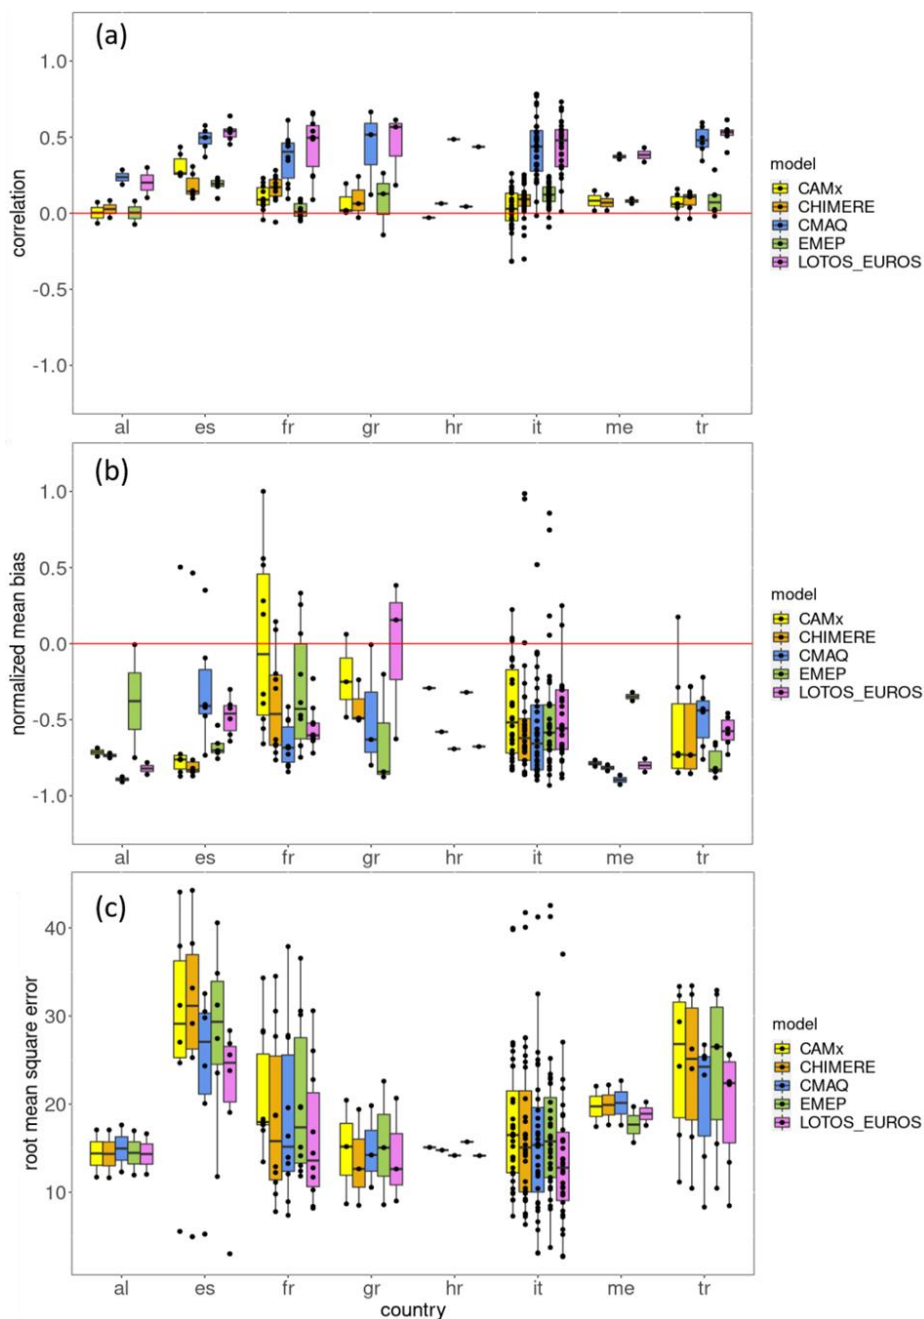 (a)
1.0
0.5
0.0
-0.5
-1.0
correlation
al es fr gr hr it me tr
model
CAMx
CHIMERE
CMAQ
EMEP
LOTOS_EUROS
(b)
1.0
0.5
0.0
-0.5
-1.0
normalized mean bias
al es fr gr hr it me tr
model
CAMx
CHIMERE
CMAQ
EMEP
LOTOS_EUROS
(c)
40
30
20
10
root mean square error
al es fr gr hr it me tr
country
model
CAMx
CHIMERE
CMAQ
EMEP
LOTOS_EUROS